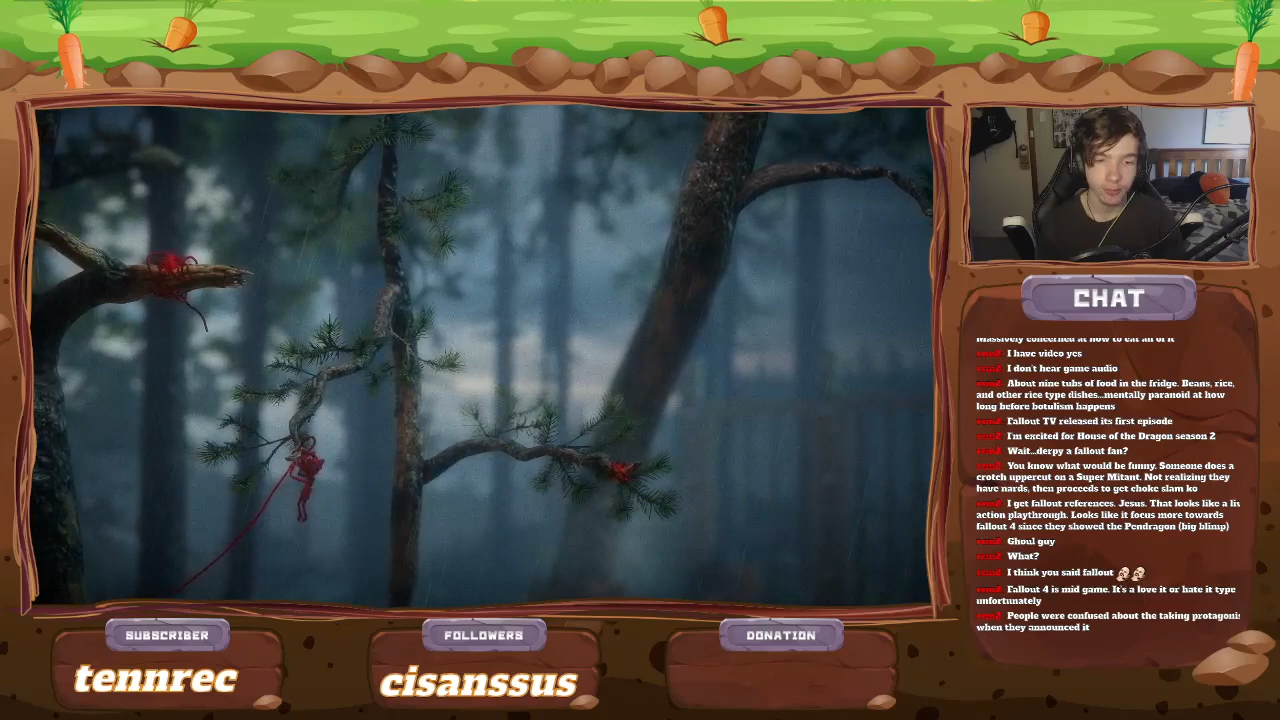 CHAT
Massively concerned at how to eat all of it
I have video yes
I don't hear game audio
About nine tubs of food in the fridge. Beans, rice,
and other rice type dishes...mentally paranoid at how
long before botulism happens
Fallout TV released its first episode
I'm excited for House of the Dragon season 2
Wait...derpy a fallout fan?
You know what would be funny. Someone does a
crotch uppercut on a Super Mitant. Not realizing they
have nards, then proceeds to get choke slam ko
I get fallout references. Jesus. That looks like a liv
action playthrough. Looks like it focus more towards
fallout 4 since they showed the Pendragon (big blimp)
Ghoul guy
What?
I think you said fallout
Fallout 4 is mid game. It's a love it or hate it type
unfortunately
People were confused about the taking protagonis
when they announced it
SUBSCRIBER
tennrec
FOLLOWERS
cisanssus
DONATION